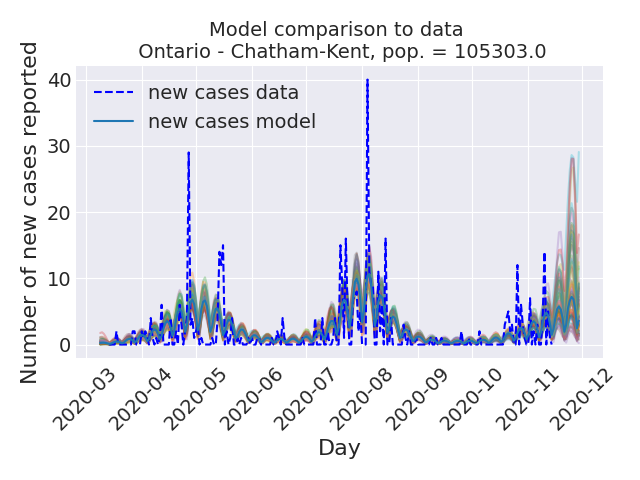 Model comparison to data
Ontario - Chatham-Kent, pop. = 105303.0
Number of new cases reported
40
30
20
10
0
new cases data
new cases model
2020-03
2020-04
2020-05
2020-06
2020-07
2020-08
2020-09
2020-10
2020-11
2020-12
Day